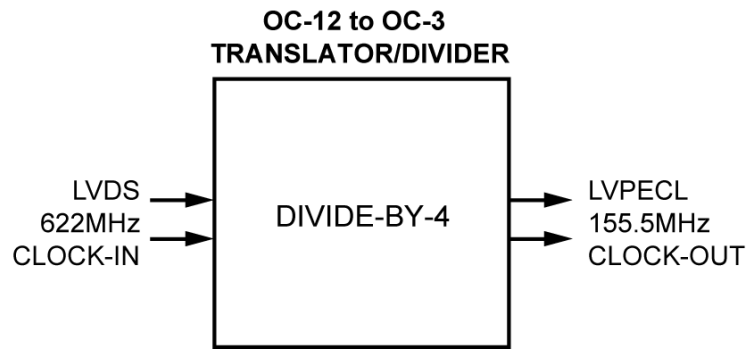 OC-12 to OC-3
TRANSLATOR/DIVIDER
LVDS
622MHz
CLOCK-IN
DIVIDE-BY-4
LVPECL
155.5MHz
CLOCK-OUT